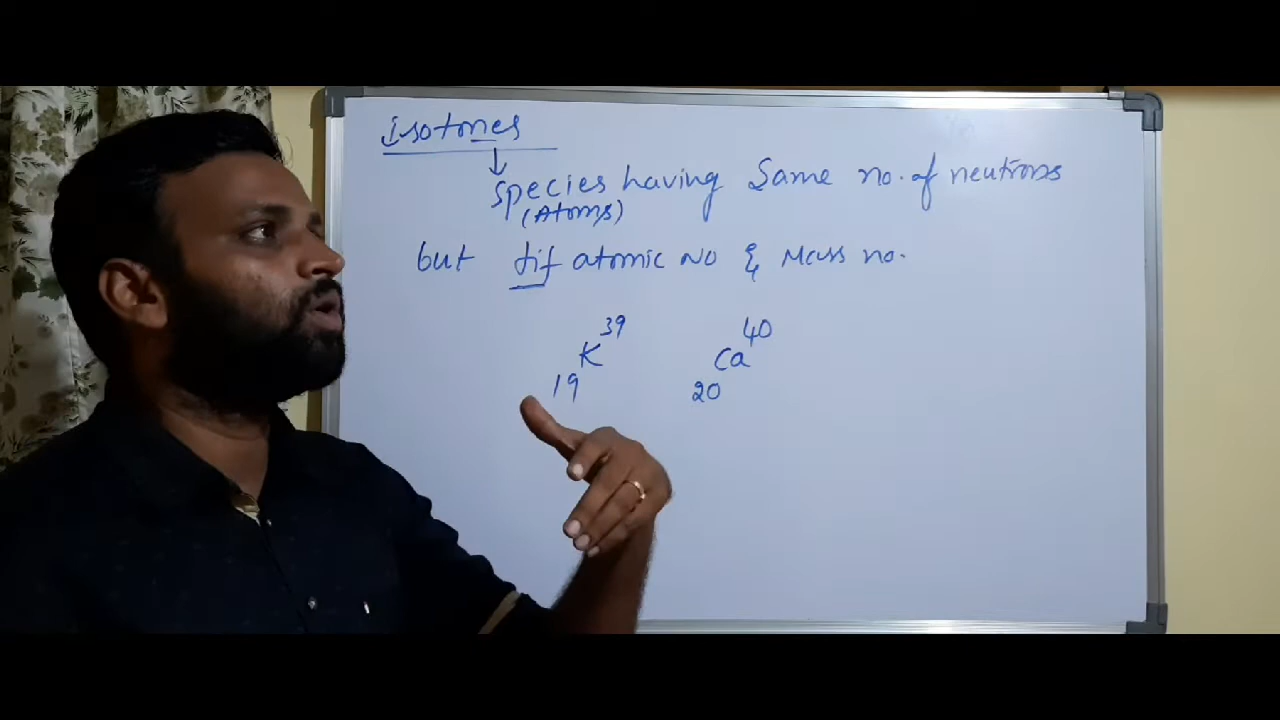 isotones
↓
species having same no. of neutrons
(Atoms)
but dif atomic No & Mass no.
39 40
K Ca
19 20